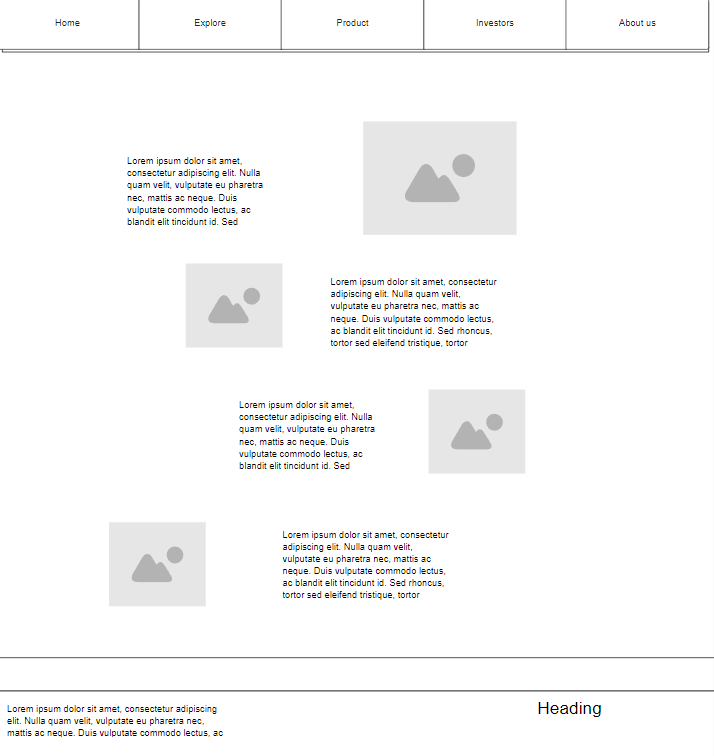 Home
Explore
Product
Investors
About us
Lorem ipsum dolor sit amet,
consectetur adipiscing elit. Nulla
quam velit, vulputate eu pharetra
nec, mattis ac neque. Duis
vulputate commodo lectus, ac
blandit elit tincidunt id. Sed
Lorem ipsum dolor sit amet, consectetur
adipiscing elit. Nulla quam velit,
vulputate eu pharetra nec, mattis ac
neque. Duis vulputate commodo lectus,
ac blandit elit tincidunt id. Sed rhoncus,
tortor sed eleifend tristique, tortor
Lorem ipsum dolor sit amet,
consectetur adipiscing elit. Nulla
quam velit, vulputate eu pharetra
nec, mattis ac neque. Duis
vulputate commodo lectus, ac
blandit elit tincidunt id. Sed
Lorem ipsum dolor sit amet, consectetur
adipiscing elit. Nulla quam velit,
vulputate eu pharetra nec, mattis ac
neque. Duis vulputate commodo lectus,
ac blandit elit tincidunt id. Sed rhoncus,
tortor sed eleifend tristique, tortor
Lorem ipsum dolor sit amet, consectetur adipiscing
elit. Nulla quam velit, vulputate eu pharetra nec,
mattis ac neque. Duis vulputate commodo lectus, ac
Heading